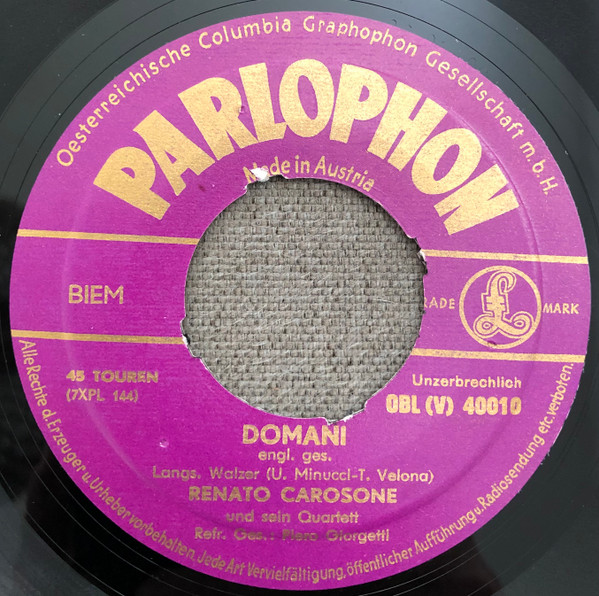 Oesterreichische Columbia Graphophon Gesellschaft m.b.H.
PARLOPHON
Made in Austria
BIEM
TRADE MARK
£
45 TOUREN
(7XPL 144)
Unzerbrechlich
OBL (V) 40010
DOMANI
engl. ges.
Langs. Walzer (U. Minucci-T. Velona)
RENATO CAROSONE
und sein Quartett
Refr. Ges.: Piero Giorgetti
Alle Rechte d. Erzeuger u. Urheber vorbehalten. Jede Art Vervielfältigung, öffentlicher Aufführung u. Radiosendung etc. verboten.